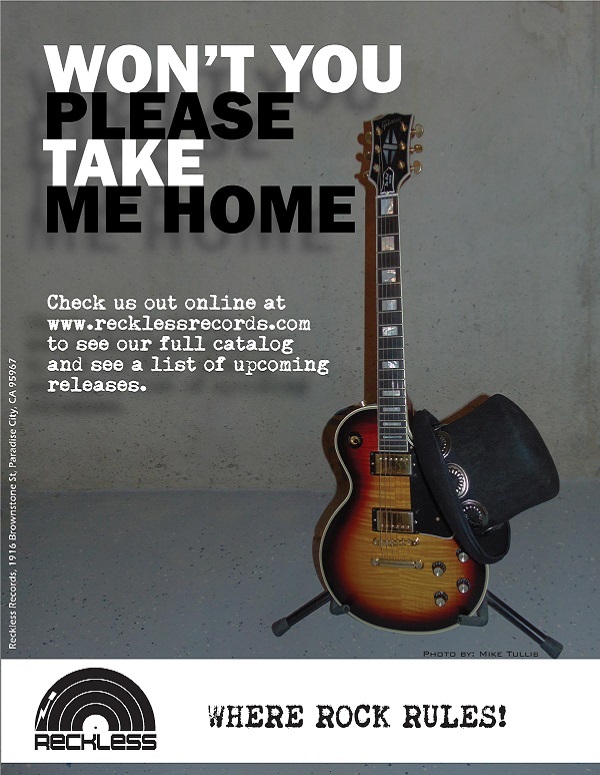 WON'T YOU
PLEASE
TAKE
ME HOME
Check us out online at
www.recklessrecords.com
to see our full catalog
and see a list of upcoming
releases.
Reckless Records, 1916 Brownstone St, Paradise City, CA 95967
Gibson
PHOTO BY: MIKE TULLIS
RECKLESS
WHERE ROCK RULES!